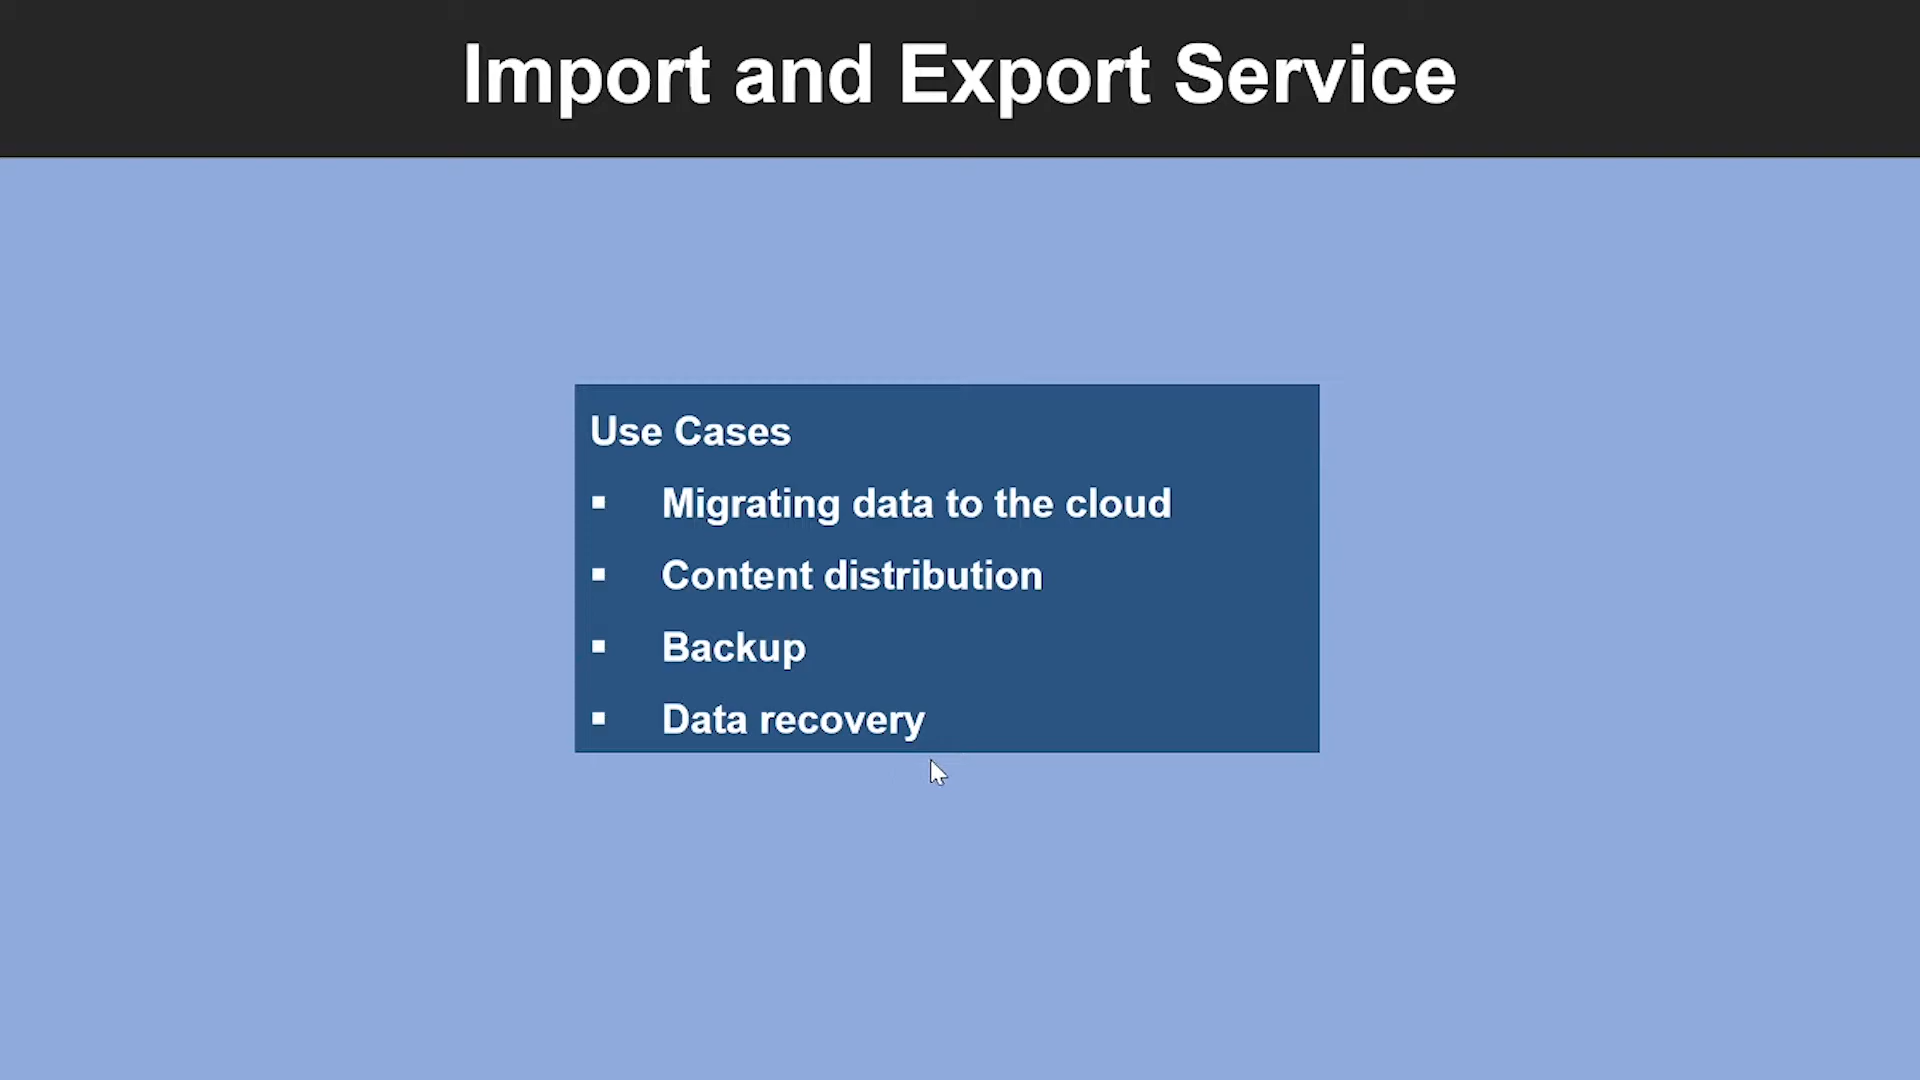 Import and Export Service
Use Cases
▪ Migrating data to the cloud
▪ Content distribution
▪ Backup
▪ Data recovery